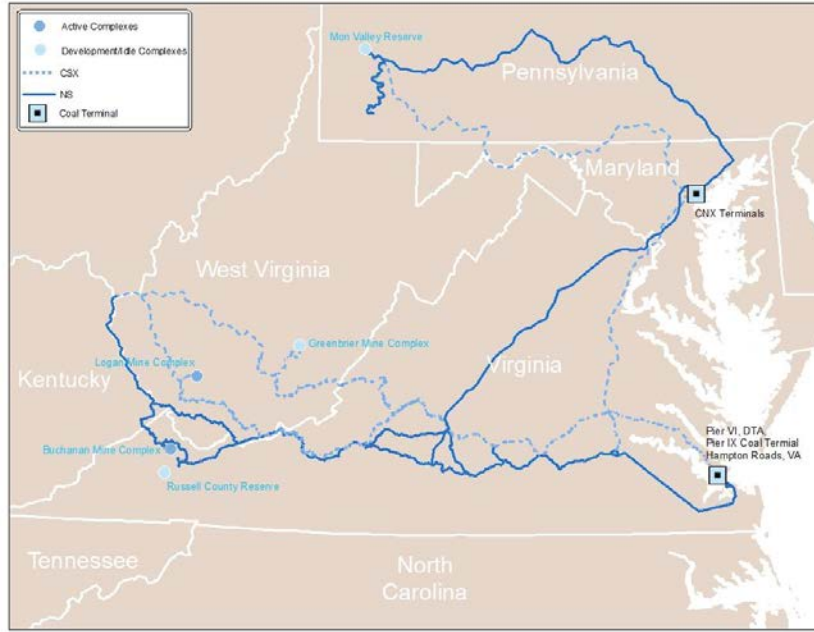 Active Complexes
Development/Idle Complexes
CSX
NS
Coal Terminal
Mon Valley Reserve
Pennsylvania
Maryland
CNX Terminals
West Virginia
Greenbrier Mine Complex
Logan Mine Complex
Virginia
Kentucky
Buchanan Mine Complex
Russell County Reserve
Pier VI, DTA,
Pier IX Coal Termial
Hampton Roads, VA
Tennessee
North
Carolina